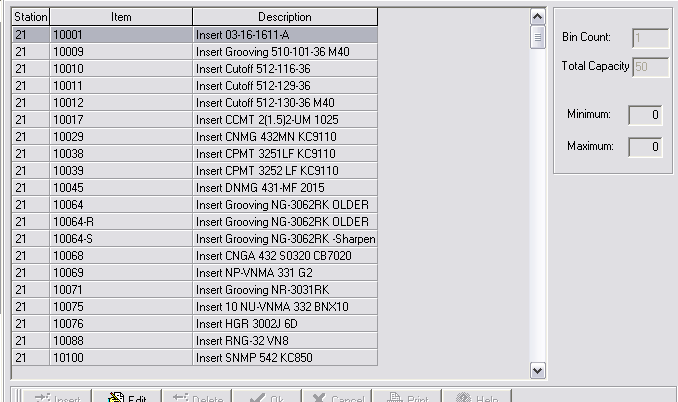 Station Item Description
21 10001 Insert 03-16-1611-A
21 10009 Insert Grooving 510-101-36 M40
21 10010 Insert Cutoff 512-116-36
21 10011 Insert Cutoff 512-129-36
21 10012 Insert Cutoff 512-130-36 M40
21 10017 Insert CCMT 2(1.5)2-UM 1025
21 10029 Insert CNMG 432MN KC9110
21 10038 Insert CPMT 3251LF KC9110
21 10039 Insert CPMT 3252 LF KC9110
21 10045 Insert DNMG 431-MF 2015
21 10064 Insert Grooving NG-3062RK OLDER
21 10064-R Insert Grooving NG-3062RK OLDER
21 10064-S Insert Grooving NG-3062RK -Sharpen
21 10068 Insert CNGA 432 S0320 CB7020
21 10069 Insert NP-VNMA 331 G2
21 10071 Insert Grooving NR-3031RK
21 10075 Insert 10 NU-VNMA 332 BNX10
21 10076 Insert HGR 3002J 6D
21 10088 Insert RNG-32 VN8
21 10100 Insert SNMP 542 KC850
Bin Count: 1
Total Capacity 50
Minimum: 0
Maximum: 0
Insert Edit Delete Ok Cancel Print Help